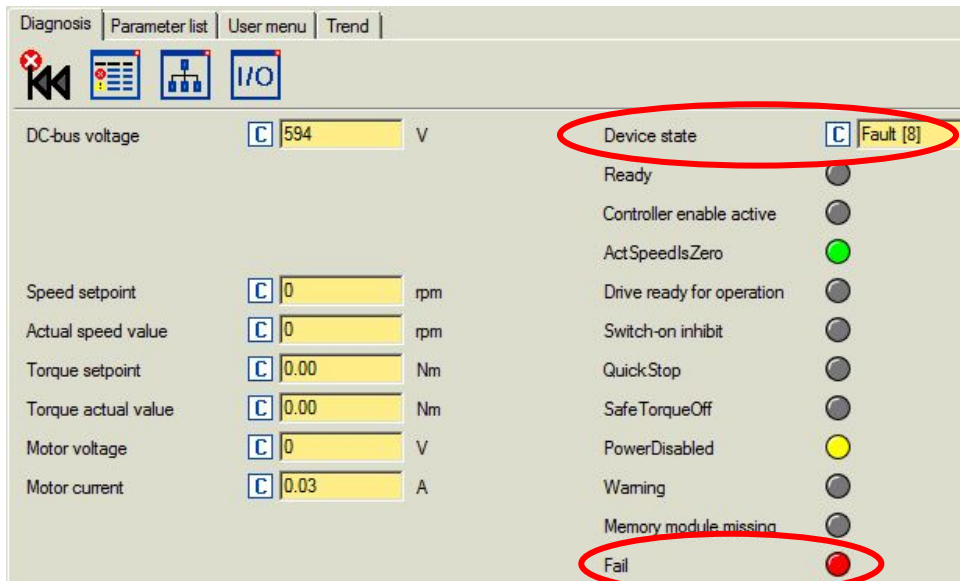 Diagnosis Parameter list User menu Trend
I/O
DC-bus voltage C 594 V
Device state C Fault [8]
Ready
Controller enable active
ActSpeedIsZero
Speed setpoint C 0 rpm
Drive ready for operation
Actual speed value C 0 rpm
Switch-on inhibit
Torque setpoint C 0.00 Nm
QuickStop
Torque actual value C 0.00 Nm
SafeTorqueOff
Motor voltage C 0 V
PowerDisabled
Motor current C 0.03 A
Warning
Memory module missing
Fail